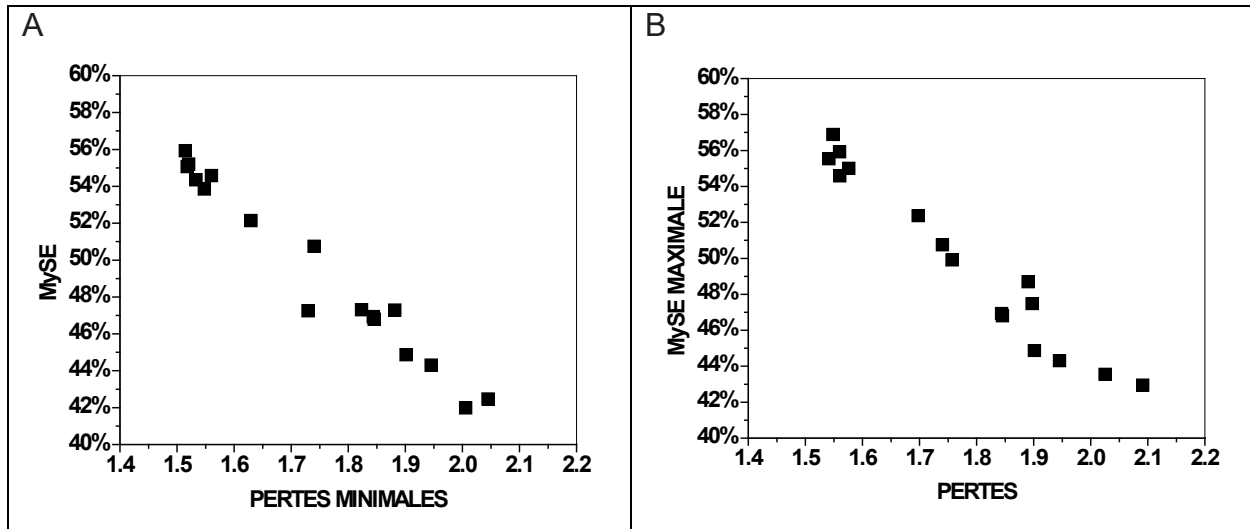 A
60%
58%
56%
54%
52%
50%
48%
46%
44%
42%
40%
MySE
1.4 1.5 1.6 1.7 1.8 1.9 2.0 2.1 2.2
PERTES MINIMALES
B
60%
58%
56%
54%
52%
50%
48%
46%
44%
42%
40%
MySE MAXIMALE
1.4 1.5 1.6 1.7 1.8 1.9 2.0 2.1 2.2
PERTES